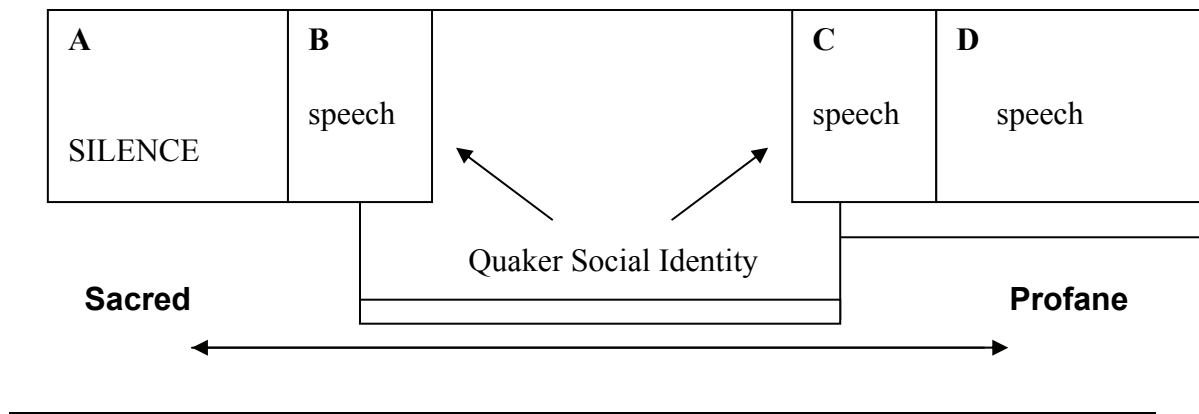 A B C D
speech speech speech
SILENCE
Quaker Social Identity
Sacred Profane